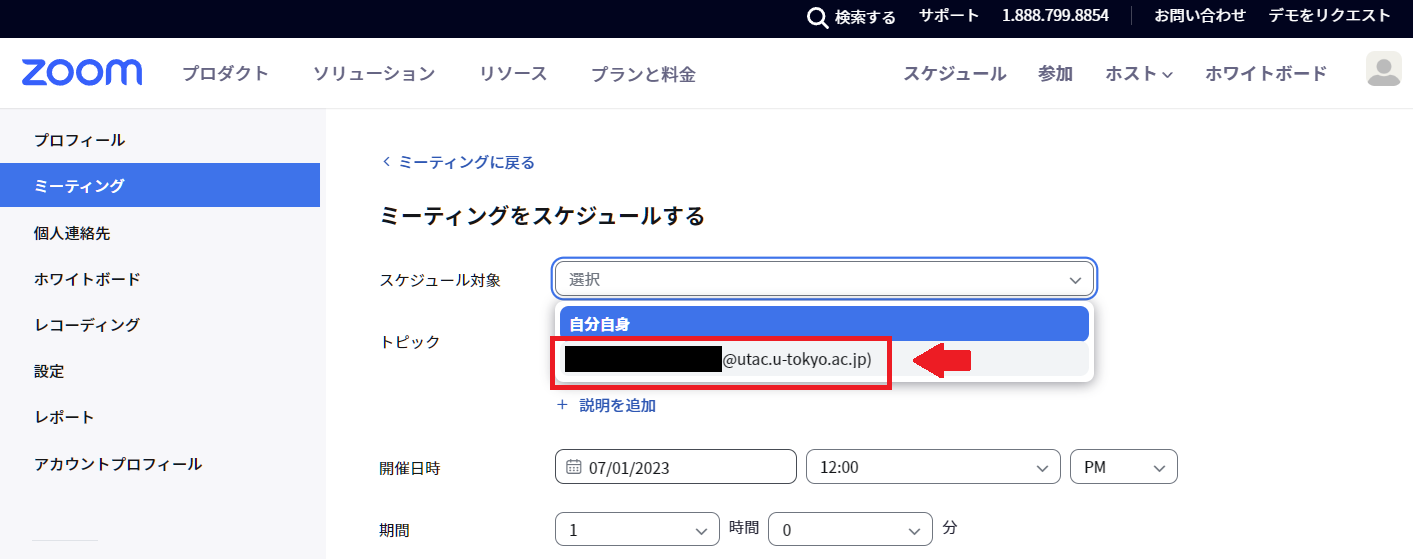 検索する サポート 1.888.799.8854 お問い合わせ デモをリクエスト
zoom プロダクト ソリューション リソース プランと料金 スケジュール 参加 ホスト ホワイトボード
プロフィール
ミーティング
個人連絡先
ホワイトボード
レコーディング
設定
レポート
アカウントプロフィール
ミーティングに戻る
ミーティングをスケジュールする
スケジュール対象 選択
自分自身
トピック
@utac.u-tokyo.ac.jp)
+ 説明を追加
開催日時 07/01/2023 12:00 PM
期間 1 時間 0 分